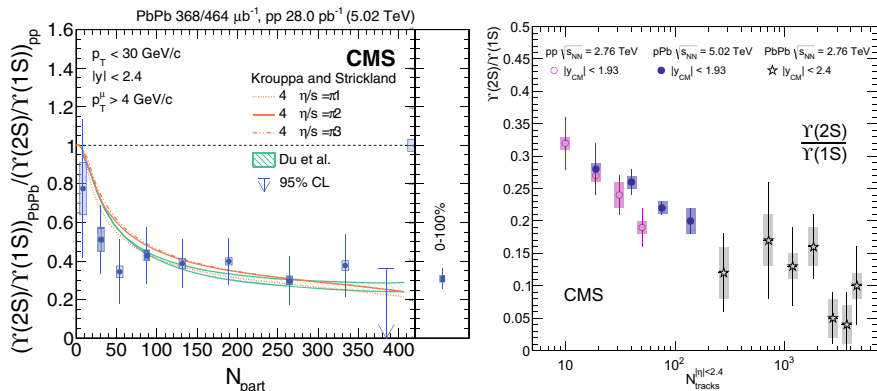 PbPb 368/464 μb⁻¹, pp 28.0 pb⁻¹ (5.02 TeV)
(ϒ(2S)/ϒ(1S))_PbPb/(ϒ(2S)/ϒ(1S))_pp
1.6
1.4
1.2
1
0.8
0.6
0.4
0.2
0
p_T < 30 GeV/c
|y| < 2.4
p_T^μ > 4 GeV/c
CMS
Krouppa and Strickland
4 η/s =π1
4 η/s =π2
4 η/s =π3
Du et al.
95% CL
0-100%
0 50 100 150 200 250 300 350 400
N_part
ϒ(2S)/ϒ(1S)
0.5
0.45
0.4
0.35
0.3
0.25
0.2
0.15
0.1
0.05
0
pp √s_NN = 2.76 TeV
|y_CM| < 1.93
pPb √s_NN = 5.02 TeV
|y_CM| < 1.93
PbPb √s_NN = 2.76 TeV
|y_CM| < 2.4
ϒ(2S)
ϒ(1S)
CMS
10 10² 10³
N_tracks^|η|<2.4